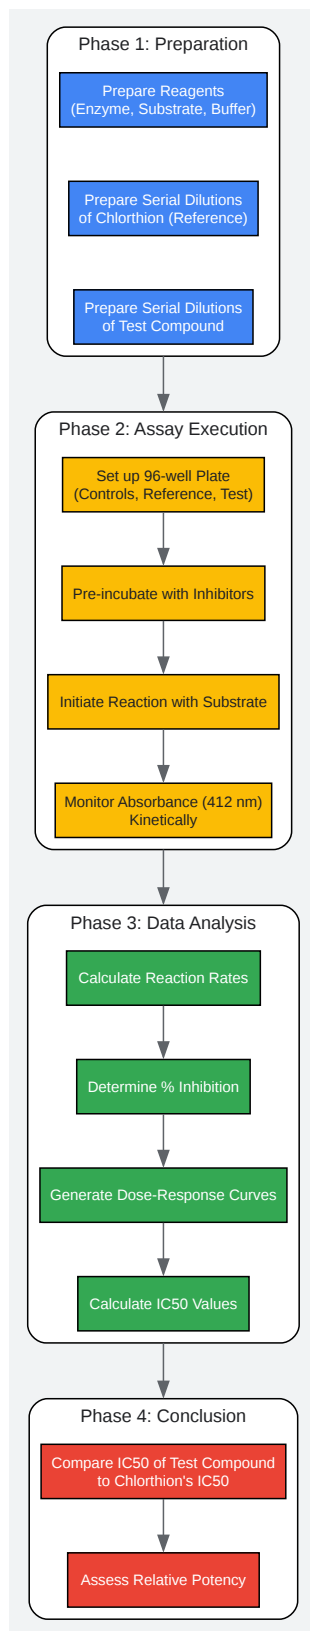 Phase 1: Preparation
Prepare Reagents
(Enzyme, Substrate, Buffer)
Prepare Serial Dilutions
of Chlorthion (Reference)
Prepare Serial Dilutions
of Test Compound
Phase 2: Assay Execution
Set up 96-well Plate
(Controls, Reference, Test)
Pre-incubate with Inhibitors
Initiate Reaction with Substrate
Monitor Absorbance (412 nm)
Kinetically
Phase 3: Data Analysis
Calculate Reaction Rates
Determine % Inhibition
Generate Dose-Response Curves
Calculate IC50 Values
Phase 4: Conclusion
Compare IC50 of Test Compound
to Chlorthion's IC50
Assess Relative Potency